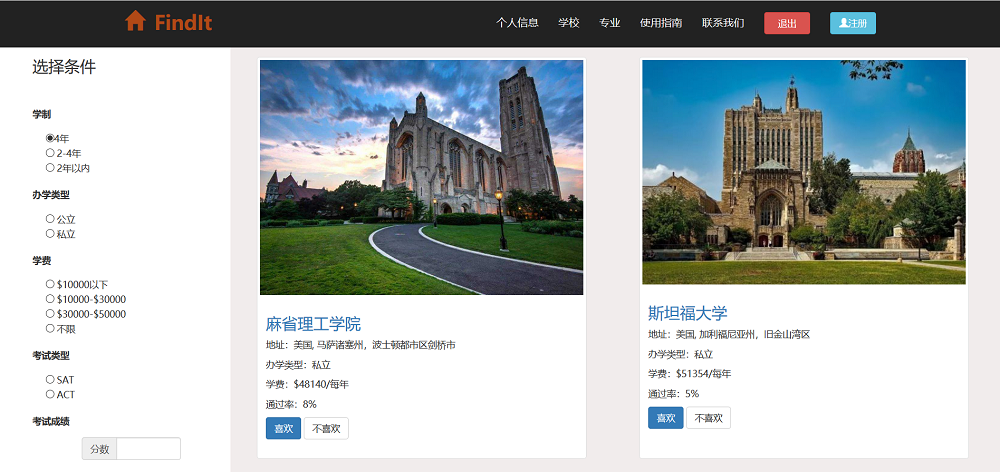 FindIt
个人信息 学校 专业 使用指南 联系我们 退出 注册
选择条件
学制
4年
2-4年
2年以内
办学类型
公立
私立
学费
$10000以下
$10000-$30000
$30000-$50000
不限
考试类型
SAT
ACT
考试成绩
分数
麻省理工学院
地址：美国, 马萨诸塞州，波士顿都市区剑桥市
办学类型：私立
学费：$48140/每年
通过率：8%
喜欢 不喜欢
斯坦福大学
地址：美国, 加利福尼亚州，旧金山湾区
办学类型：私立
学费：$51354/每年
通过率：5%
喜欢 不喜欢